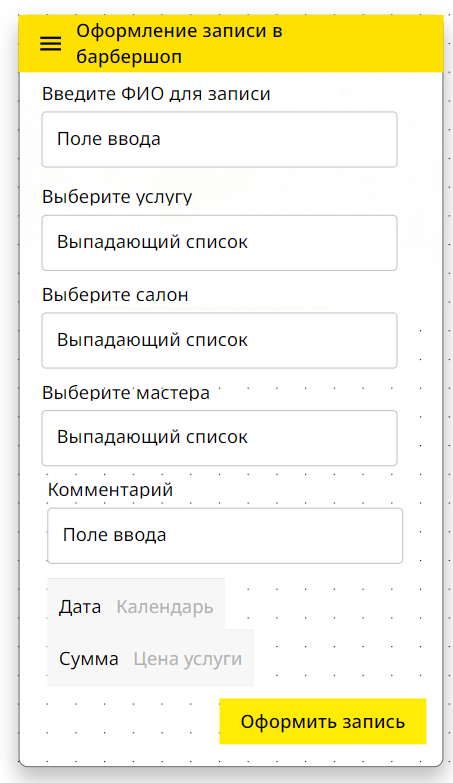 Оформление записи в
барбершоп
Введите ФИО для записи
Поле ввода
Выберите услугу
Выпадающий список
Выберите салон
Выпадающий список
Выберите мастера
Выпадающий список
Комментарий
Поле ввода
Дата Календарь
Сумма Цена услуги
Оформить запись